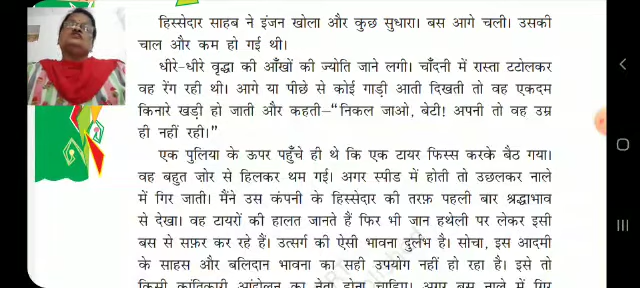 हिस्सेदार साहब ने इंजन खोला और कुछ सुधारा। बस आगे चली। उसकी
चाल और कम हो गई थी।
धीरे-धीरे वृद्धा की आँखों की ज्योति जाने लगी। चाँदनी में रास्ता टटोलकर
वह रेंग रही थी। आगे या पीछे से कोई गाड़ी आती दिखती तो वह एकदम
किनारे खड़ी हो जाती और कहती–“निकल जाओ, बेटी! अपनी तो वह उम्र
ही नहीं रही।”
एक पुलिया के ऊपर पहुँचे ही थे कि एक टायर फिस्स करके बैठ गया।
वह बहुत ज़ोर से हिलकर थम गई। अगर स्पीड में होती तो उछलकर नाले
में गिर जाती। मैंने उस कंपनी के हिस्सेदार की तरफ़ पहली बार श्रद्धाभाव
से देखा। वह टायरों की हालत जानते हैं फिर भी जान हथेली पर लेकर इसी
बस से सफ़र कर रहे हैं। उत्सर्ग की ऐसी भावना दुर्लभ है। सोचा, इस आदमी
के साहस और बलिदान भावना का सही उपयोग नहीं हो रहा है। इसे तो
किसी क्रांतिकारी आंदोलन का नेता होना चाहिए। अगर बस नाले में गिर